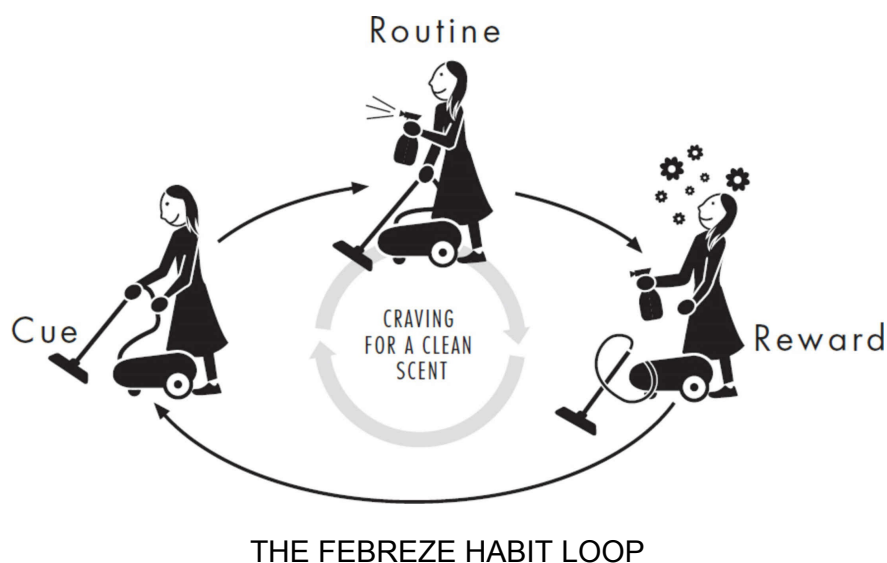 Routine
Cue
CRAVING
FOR A CLEAN
SCENT
Reward
THE FEBREZE HABIT LOOP